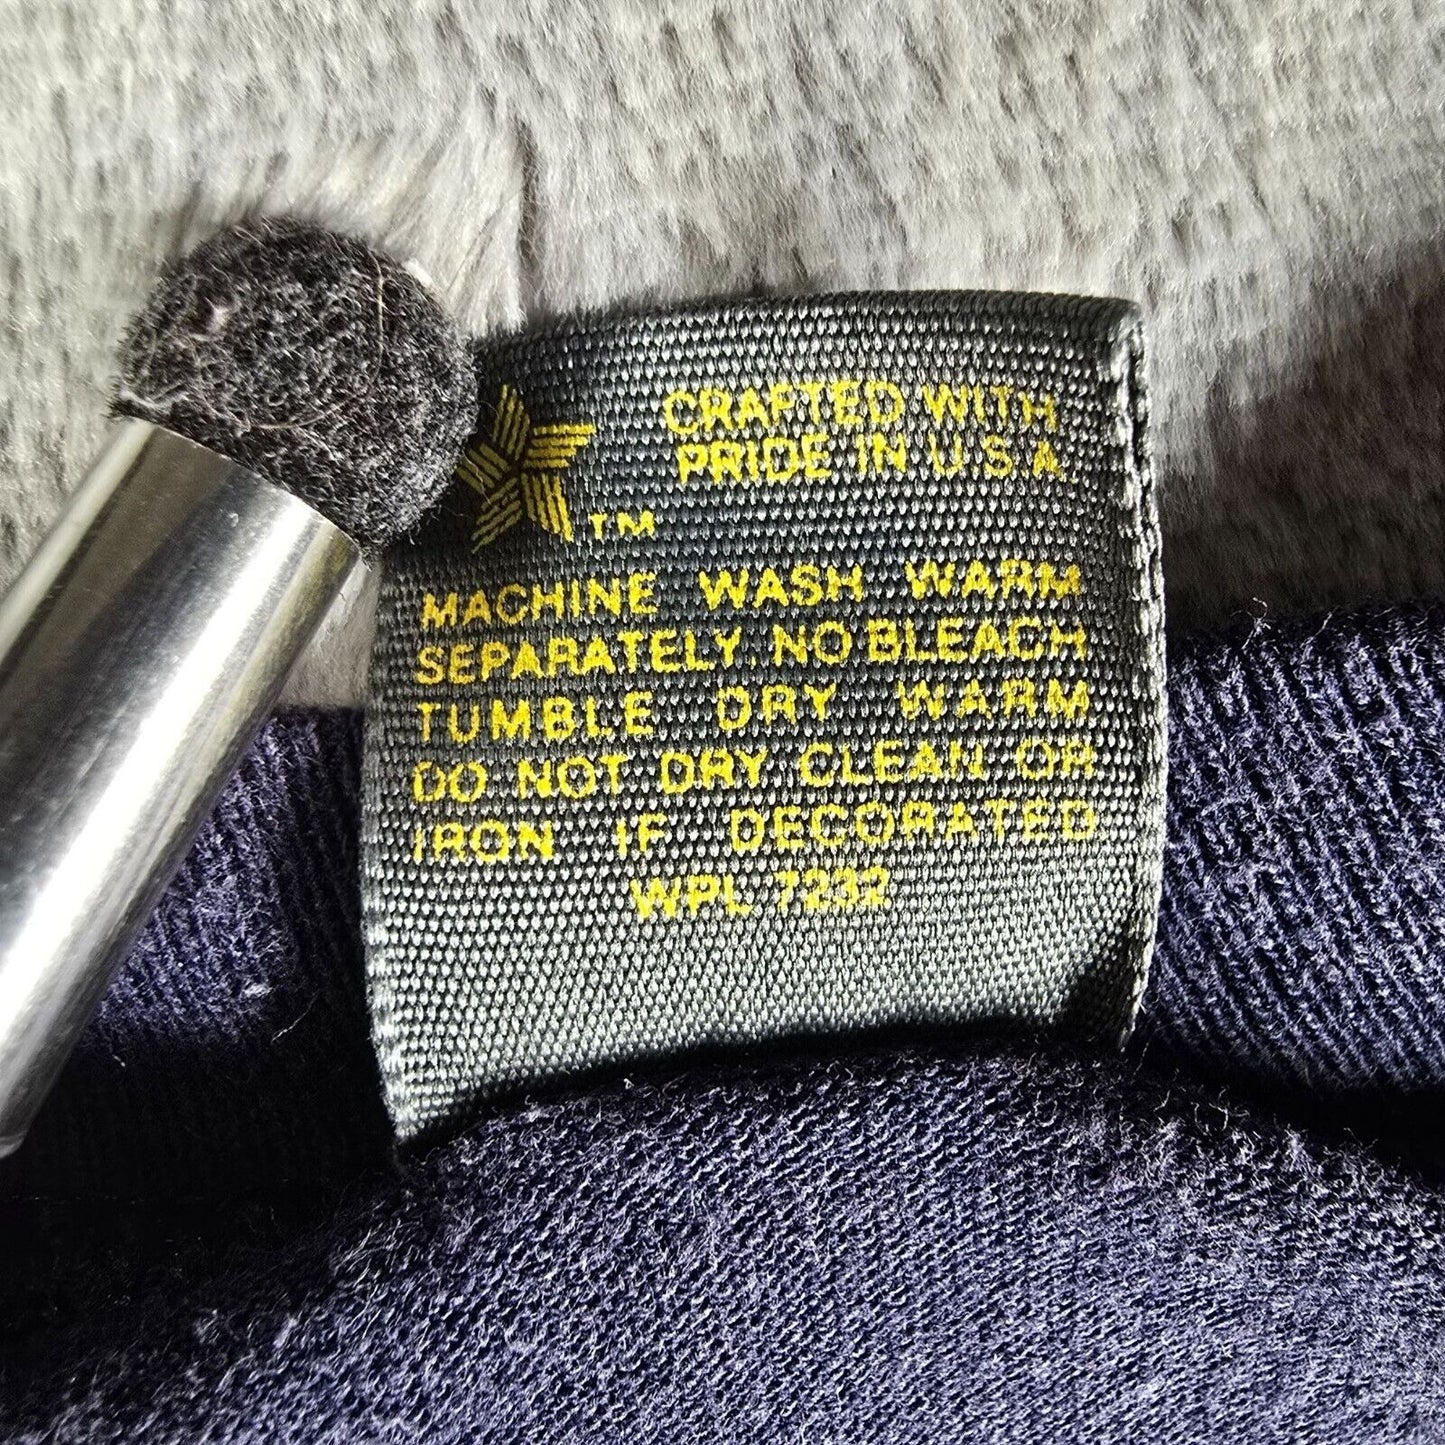 CRAFTED WITH
PRIDE IN U.S.A.
TM
MACHINE WASH WARM
SEPARATELY, NO BLEACH
TUMBLE DRY WARM
DO NOT DRY CLEAN OR
IRON IF DECORATED
WPL 7232